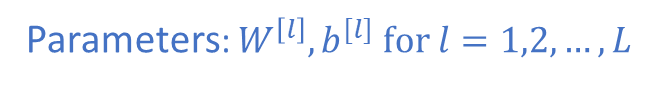 Parameters: W^{[l]}, b^{[l]} for l = 1,2, ..., L